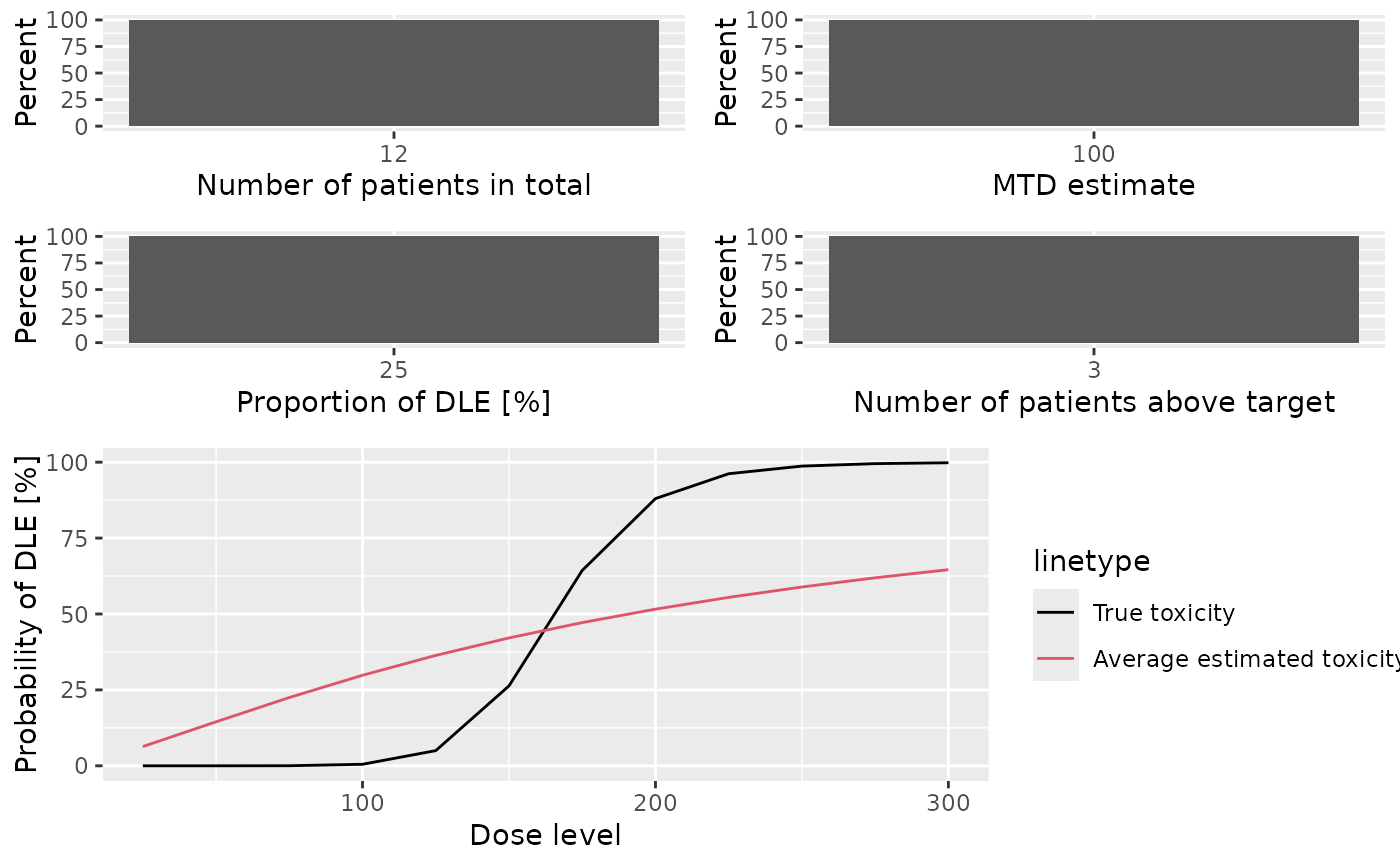 Percent
100
75
50
25
0
12
Number of patients in total
Percent
100
75
50
25
0
100
MTD estimate
Percent
100
75
50
25
0
25
Proportion of DLE [%]
Percent
100
75
50
25
0
3
Number of patients above target
Probability of DLE [%]
100
75
50
25
0
100
200
300
Dose level
linetype
True toxicity
Average estimated toxicity